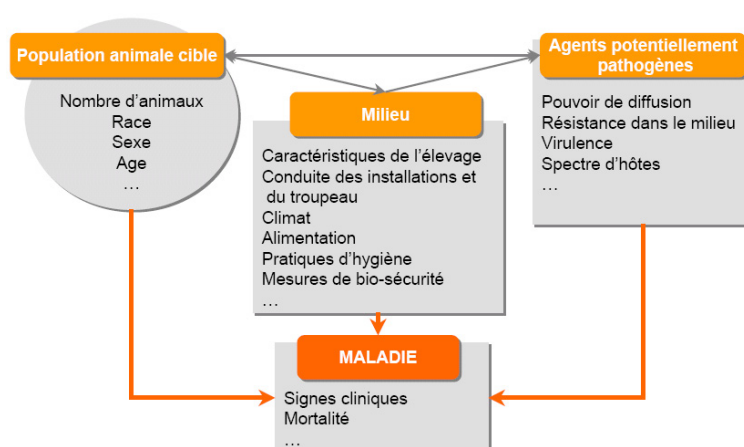 Population animale cible
Nombre d'animaux
Race
Sexe
Age
…
Milieu
Caractéristiques de l'élevage
Conduite des installations et
du troupeau
Climat
Alimentation
Pratiques d'hygiène
Mesures de bio-sécurité
…
Agents potentiellement
pathogènes
Pouvoir de diffusion
Résistance dans le milieu
Virulence
Spectre d'hôtes
…
MALADIE
Signes cliniques
Mortalité
…